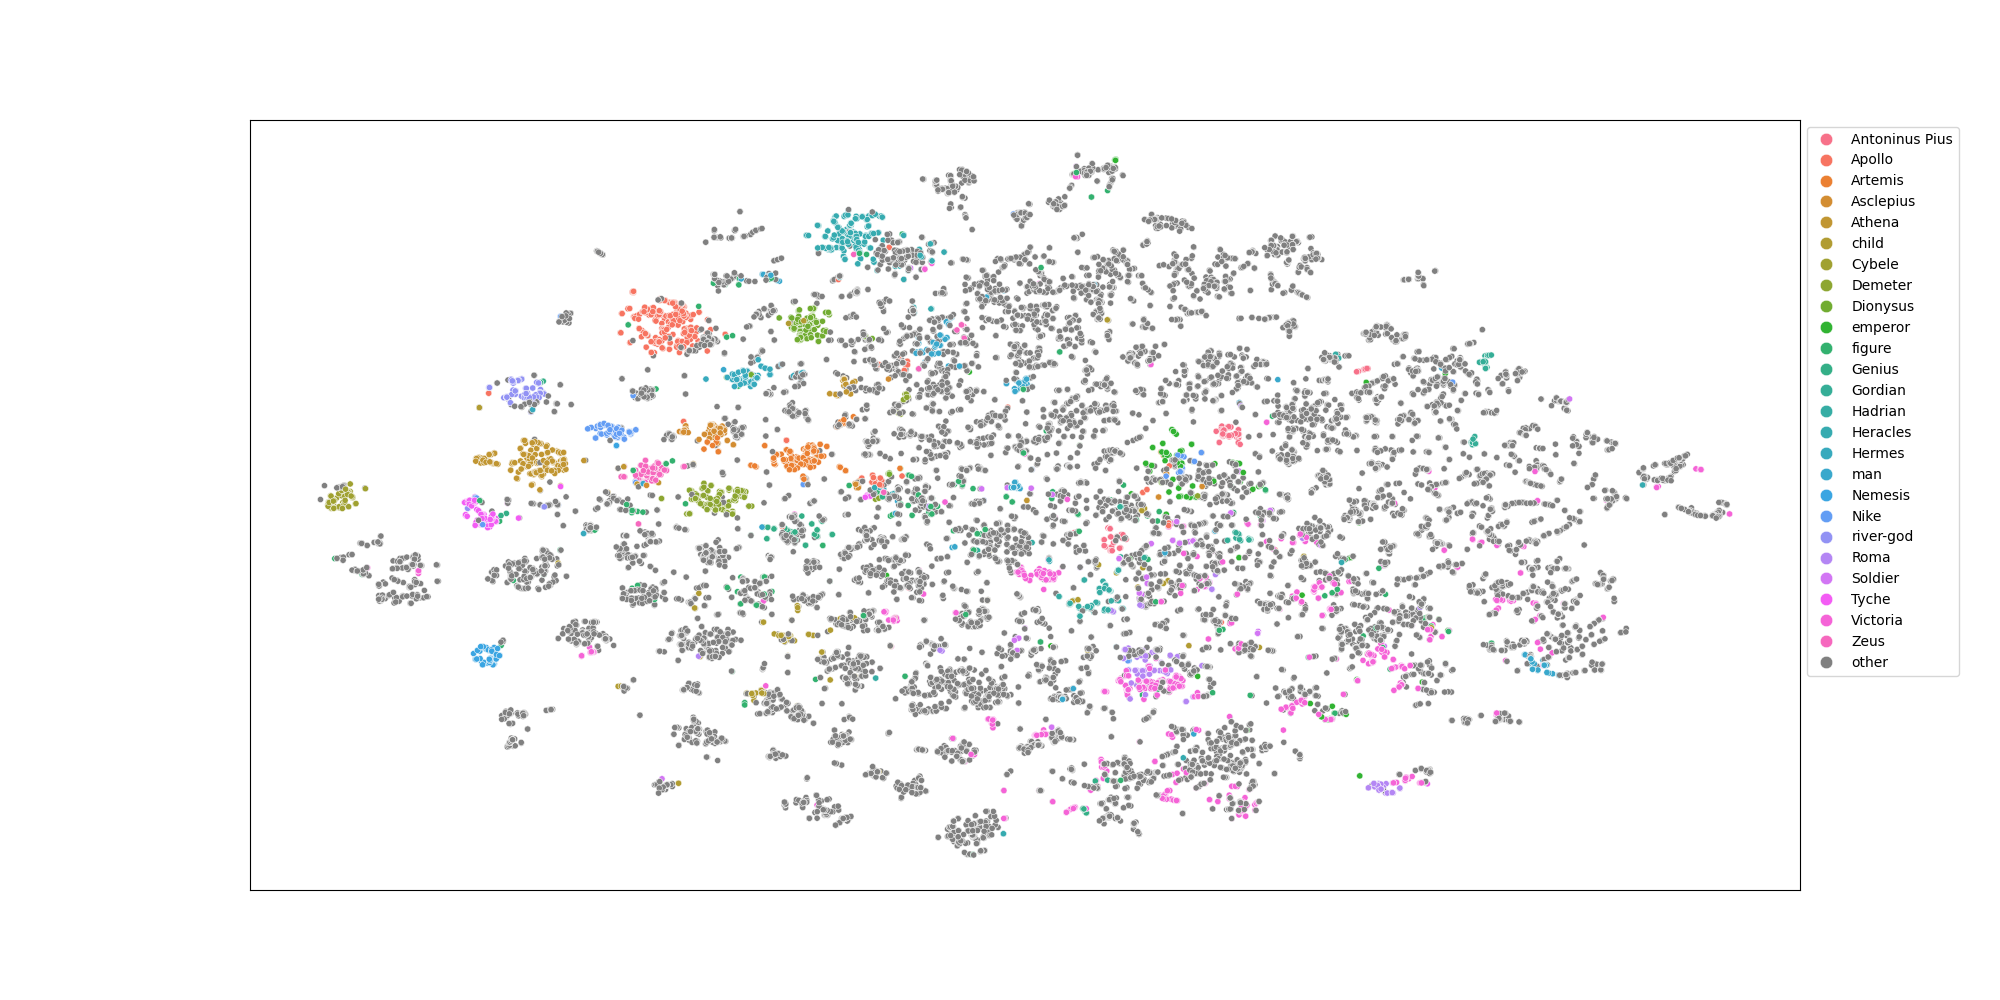 Antoninus Pius
Apollo
Artemis
Asclepius
Athena
child
Cybele
Demeter
Dionysus
emperor
figure
Genius
Gordian
Hadrian
Heracles
Hermes
man
Nemesis
Nike
river-god
Roma
Soldier
Tyche
Victoria
Zeus
other